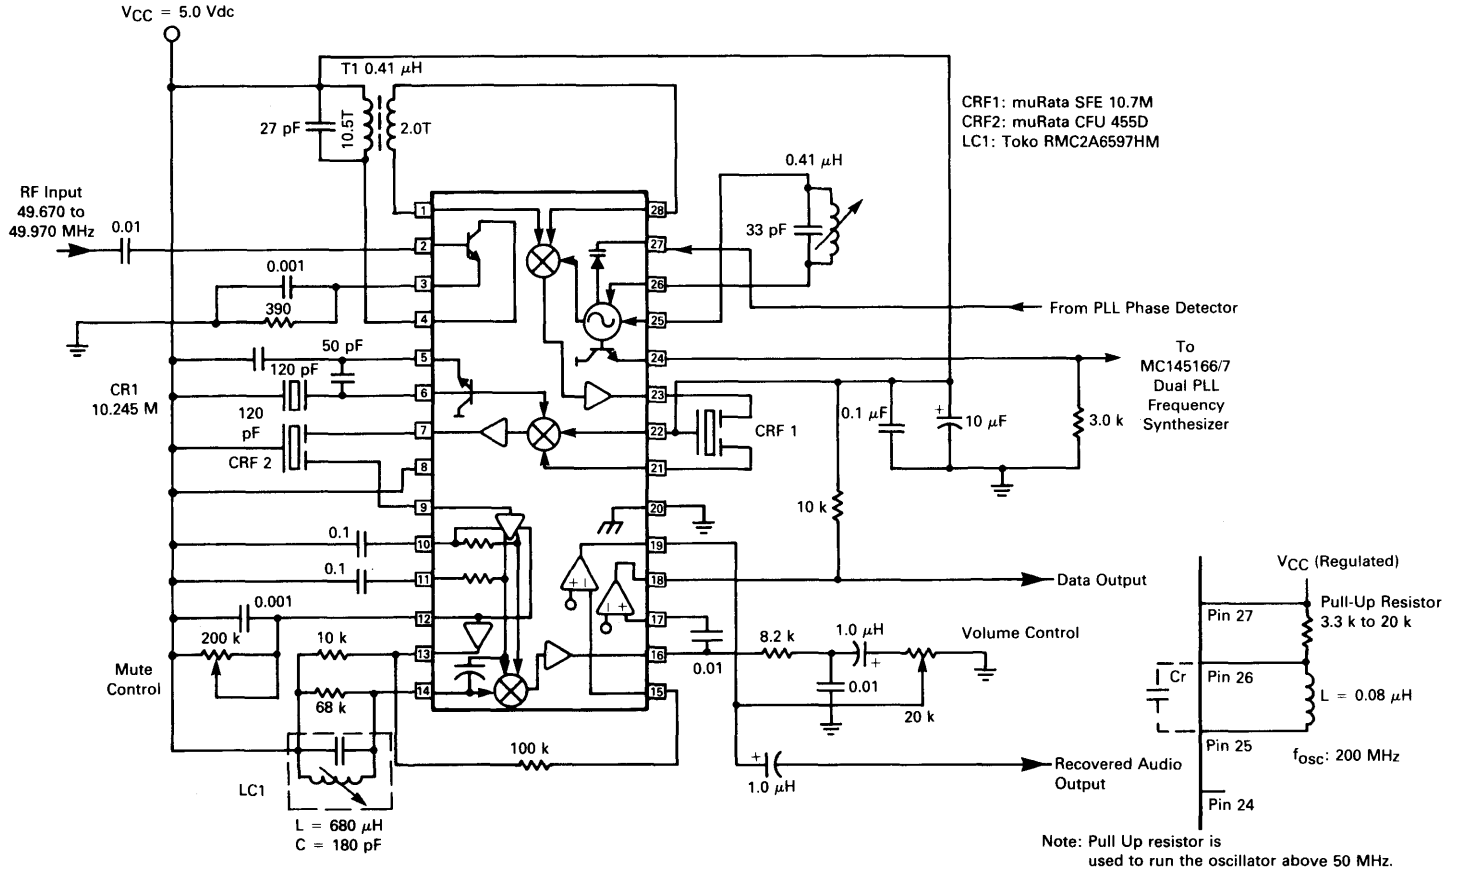 VCC = 5.0 Vdc
T1 0.41 μH
27 pF
10.5T
2.0T
CRF1: muRata SFE 10.7M
CRF2: muRata CFU 455D
LC1: Toko RMC2A6597HM
RF Input
49.670 to
49.970 MHz
0.01
0.001
390
50 pF
120 pF
CR1
10.245 M
120
pF
CRF 2
0.1
0.1
0.001
200 k
Mute
Control
10 k
68 k
LC1
L = 680 μH
C = 180 pF
100 k
1
2
3
4
5
6
7
8
9
10
11
12
13
14
28
27
26
25
24
23
22
21
20
19
18
17
16
15
0.41 μH
33 pF
From PLL Phase Detector
To
MC145166/7
Dual PLL
Frequency
Synthesizer
CRF 1
0.1 μF
+
10 μF
3.0 k
10 k
+
+
Data Output
0.01
8.2 k
1.0 μH
+
0.01
20 k
Volume Control
+
1.0 μH
Recovered Audio
Output
VCC (Regulated)
Pin 27
Pull-Up Resistor
3.3 k to 20 k
Cr
Pin 26
L = 0.08 μH
Pin 25
fosc: 200 MHz
Pin 24
Note: Pull Up resistor is
used to run the oscillator above 50 MHz.